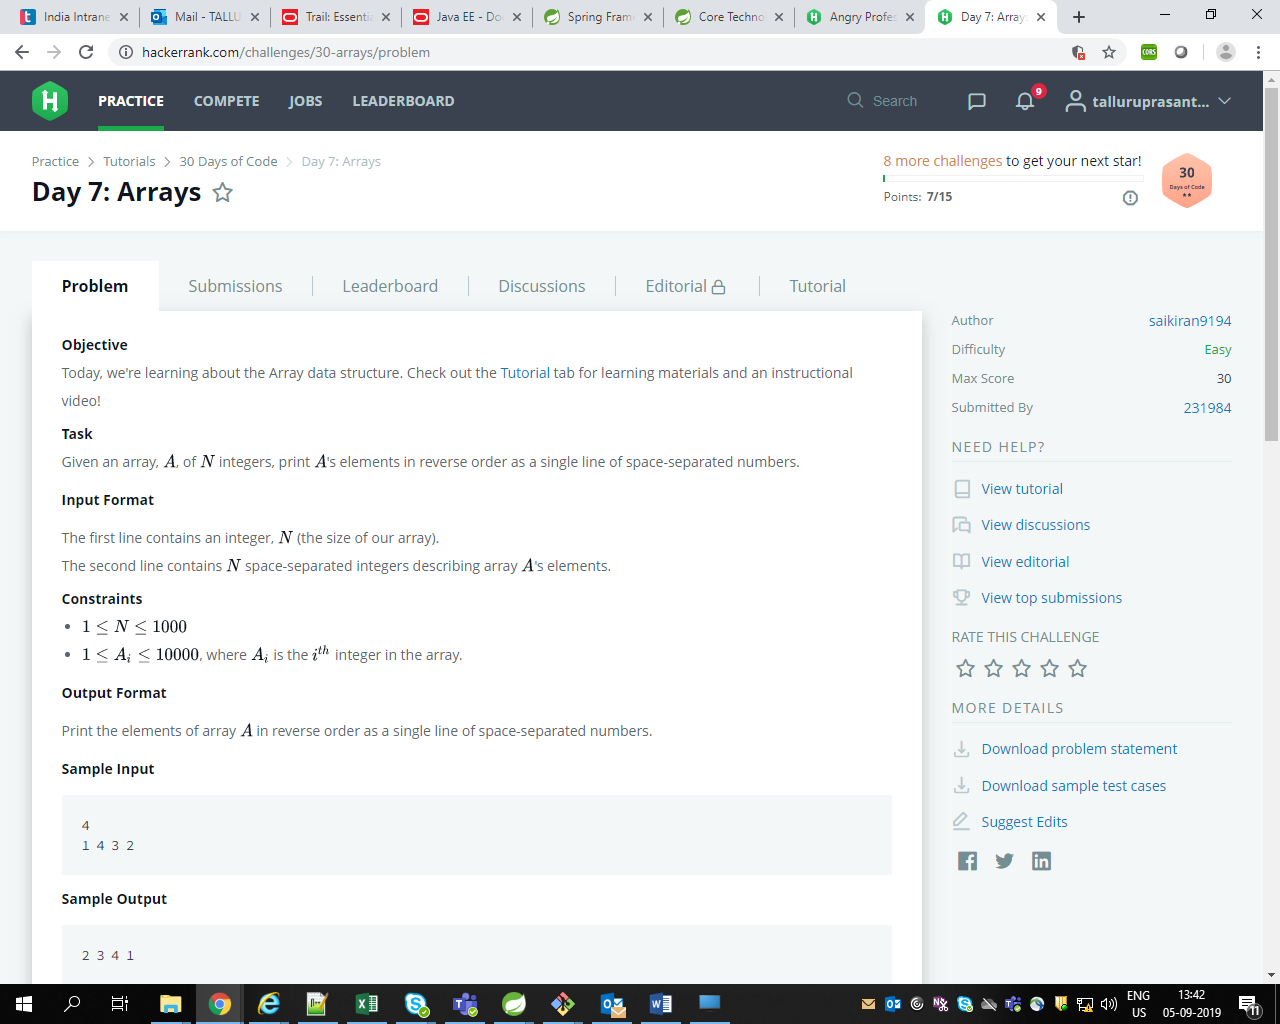 India Intrane
Mail - TALLU
Trail: Essentia
Java EE - Do
Spring Fram
Core Techno
Angry Profes
Day 7: Array
hackerrank.com/challenges/30-arrays/problem
CORS
PRACTICE COMPETE JOBS LEADERBOARD
Search
9
talluruprasant...
Practice > Tutorials > 30 Days of Code > Day 7: Arrays
Day 7: Arrays
8 more challenges to get your next star!
Points: 7/15
30
Days of Code
Problem Submissions Leaderboard Discussions Editorial Tutorial
Objective
Today, we're learning about the Array data structure. Check out the Tutorial tab for learning materials and an instructional
video!
Task
Given an array, A, of N integers, print A's elements in reverse order as a single line of space-separated numbers.
Input Format
The first line contains an integer, N (the size of our array).
The second line contains N space-separated integers describing array A's elements.
Constraints
• 1 ≤ N ≤ 1000
• 1 ≤ Aᵢ ≤ 10000, where Aᵢ is the iᵗʰ integer in the array.
Output Format
Print the elements of array A in reverse order as a single line of space-separated numbers.
Sample Input
4
1 4 3 2
Sample Output
2 3 4 1
Author saikiran9194
Difficulty Easy
Max Score 30
Submitted By 231984
NEED HELP?
View tutorial
View discussions
View editorial
View top submissions
RATE THIS CHALLENGE
MORE DETAILS
Download problem statement
Download sample test cases
Suggest Edits
ENG
US
13:42
05-09-2019
11